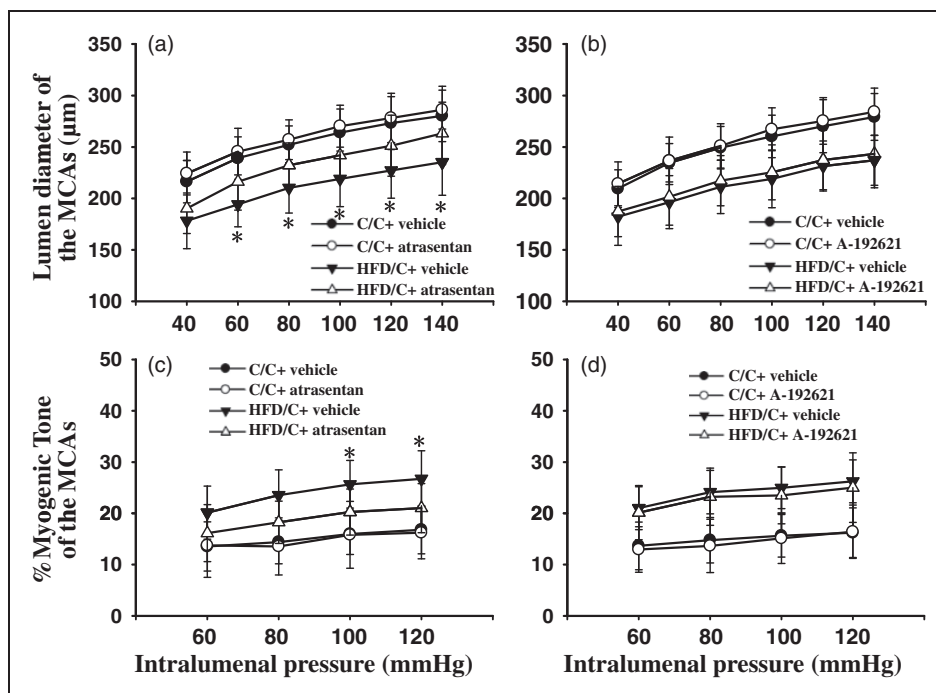 (a)
350
300
250
200
150
100
Lumen diameter of
the MCAs (µm)
* * * * *
C/C+ vehicle
C/C+ atrasentan
HFD/C+ vehicle
HFD/C+ atrasentan
40 60 80 100 120 140
(b)
350
300
250
200
150
100
C/C+ vehicle
C/C+ A-192621
HFD/C+ vehicle
HFD/C+ A-192621
40 60 80 100 120 140
(c)
50
40
30
20
10
0
% Myogenic Tone
of the MCAs
C/C+ vehicle
C/C+ atrasentan
HFD/C+ vehicle
HFD/C+ atrasentan
* *
60 80 100 120
Intralumenal pressure (mmHg)
(d)
50
40
30
20
10
0
C/C+ vehicle
C/C+ A-192621
HFD/C+ vehicle
HFD/C+ A-192621
60 80 100 120
Intralumenal pressure (mmHg)